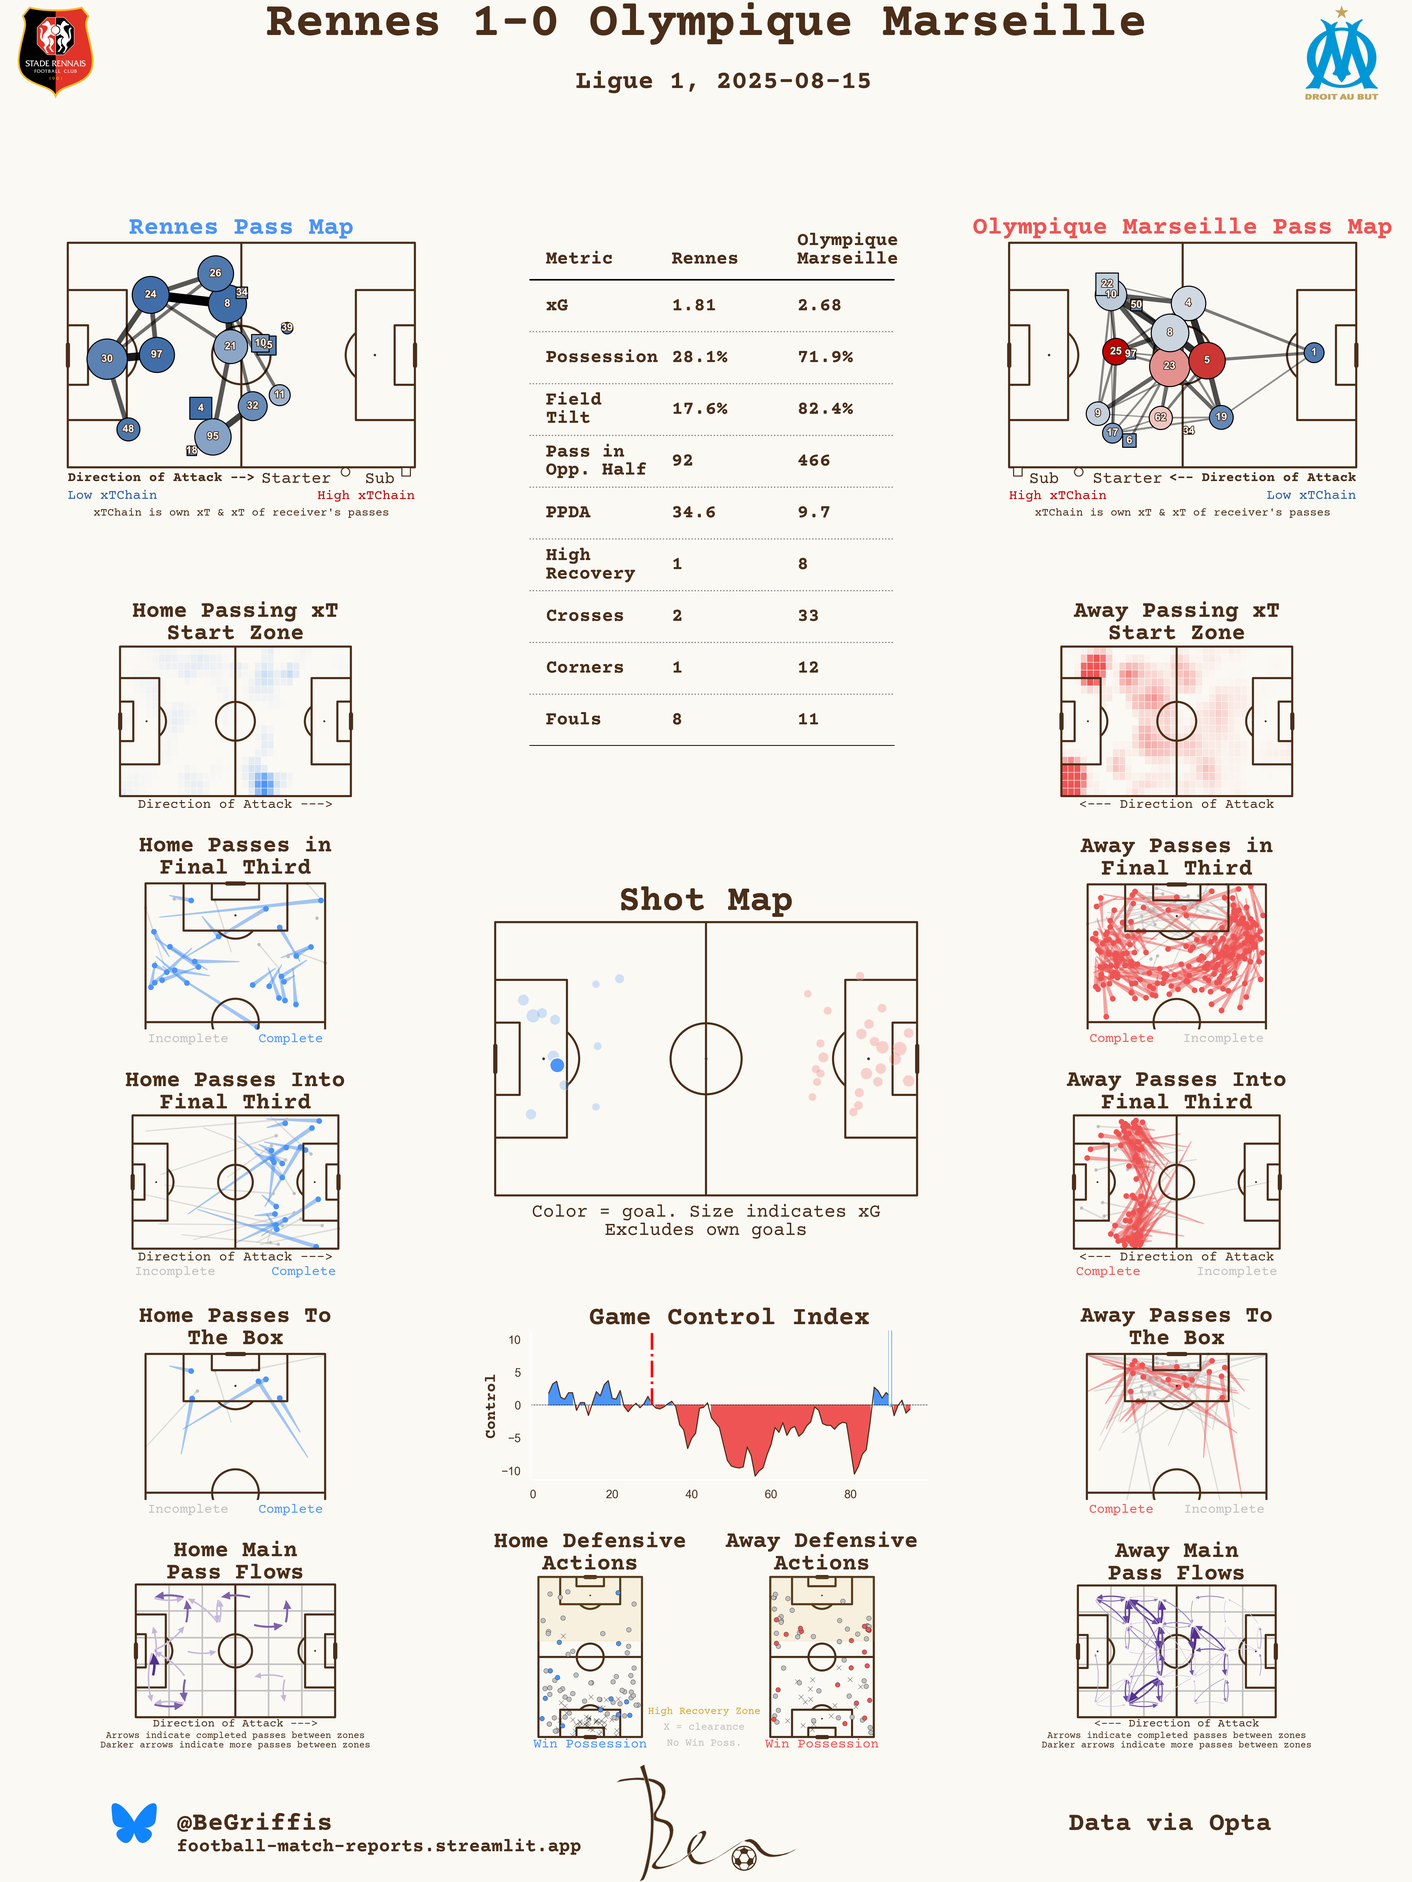 Rennes 1-0 Olympique Marseille
Ligue 1, 2025-08-15
STADE RENNAIS
FOOTBALL CLUB
1901
DROIT AU BUT
Rennes Pass Map
26
24
34
8
39
21
10
5
30
97
11
4
32
48
95
18
Direction of Attack --> Starter Sub
Low xTChain High xTChain
xTChain is own xT & xT of receiver's passes
Metric Rennes Olympique Marseille
xG 1.81 2.68
Possession 28.1% 71.9%
Field Tilt 17.6% 82.4%
Pass in Opp. Half 92 466
PPDA 34.6 9.7
High Recovery 1 8
Crosses 2 33
Corners 1 12
Fouls 8 11
Olympique Marseille Pass Map
22
10
50
4
8
25
97
23
5
1
9
62
19
17
6
34
Sub Starter <-- Direction of Attack
High xTChain Low xTChain
xTChain is own xT & xT of receiver's passes
Home Passing xT
Start Zone
Direction of Attack --->
Away Passing xT
Start Zone
<--- Direction of Attack
Home Passes in
Final Third
Incomplete Complete
Away Passes in
Final Third
Complete Incomplete
Shot Map
Color = goal. Size indicates xG
Excludes own goals
Home Passes Into
Final Third
Direction of Attack --->
Incomplete Complete
Away Passes Into
Final Third
<--- Direction of Attack
Complete Incomplete
Home Passes To
The Box
Incomplete Complete
Game Control Index
Control
10
5
0
−5
−10
0 20 40 60 80
Away Passes To
The Box
Complete Incomplete
Home Main
Pass Flows
Direction of Attack --->
Arrows indicate completed passes between zones
Darker arrows indicate more passes between zones
Home Defensive
Actions
Win Possession
High Recovery Zone
X = clearance
No Win Poss.
Away Defensive
Actions
Win Possession
Away Main
Pass Flows
<--- Direction of Attack
Arrows indicate completed passes between zones
Darker arrows indicate more passes between zones
@BeGriffis
football-match-reports.streamlit.app
Ben
Data via Opta